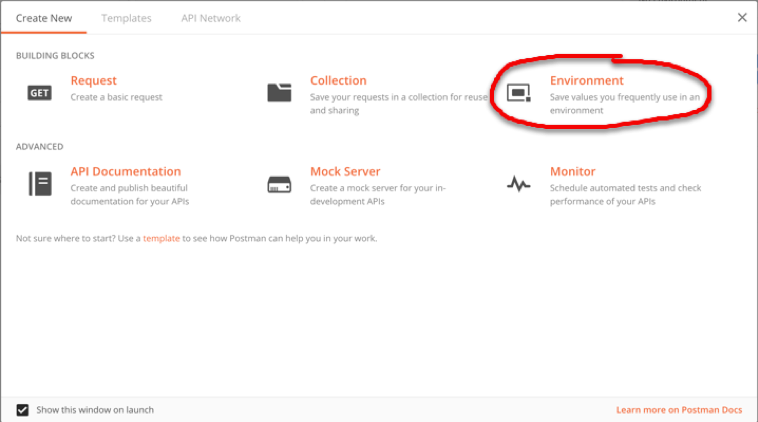 Create New
Templates
API Network
BUILDING BLOCKS
GET
Request
Create a basic request
Collection
Save your requests in a collection for reuse
and sharing
Environment
Save values you frequently use in an
environment
ADVANCED
API Documentation
Create and publish beautiful
documentation for your APIs
Mock Server
Create a mock server for your in-
development APIs
Monitor
Schedule automated tests and check
performance of your APIs
Not sure where to start? Use a template to see how Postman can help you in your work.
Show this window on launch
Learn more on Postman Docs